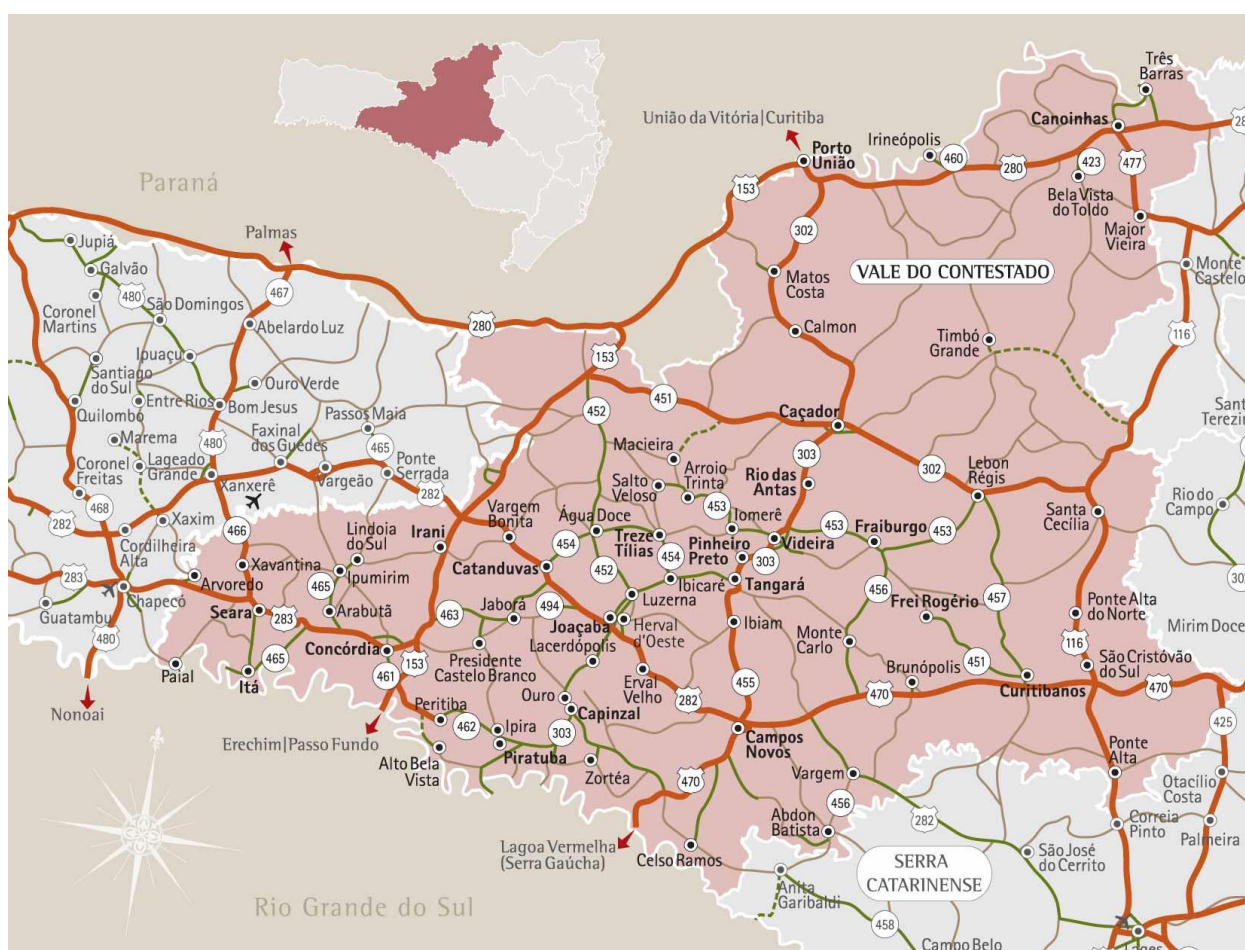 Três
Barras
União da Vitória|Curitiba
Canoinhas
Porto
União
Irineópolis
460
280
423
477
153
Bela Vista
do Toldo
Major
Vieira
Paraná
302
Palmas
Jupiá
Galvão
480
467
São Domingos
Coronel
Martins
Abelardo Luz
280
VALE DO CONTESTADO
Matos
Costa
Monte
Castelo
Calmon
Timbó
Grande
116
153
Ipuaçu
Santiago
do Sul
Ouro Verde
Entre Rios
Bom Jesus
Quilombo
Passos Maia
451
452
Caçador
Marema
480
Faxinal
dos Guedes
465
Macieira
303
302
Lebon
Régis
Coronel
Freitas
Lageado
Grande
Vargeão
Ponte
Serrada
Salto
Veloso
Arroio
Trinta
Rio das
Antas
Xanxerê
282
468
282
Vargem
Bonita
Água Doce
453
Iomerê
453
Fraiburgo
453
Santa
Cecília
Rio do
Campo
Xaxim
466
Lindoia
do Sul
Irani
Treze
Tílias
Pinheiro
Preto
Videira
Cordilheira
Alta
454
454
303
283
Xavantina
Ipumirim
Catanduvas
452
Ibicaré
Tangará
Arvoredo
Chapecó
465
Guatambu
Seara
283
Arabutã
463
Jaborá
494
Luzerna
456
Frei Rogério
457
Ponte Alta
do Norte
Joaçaba
Herval
d'Oeste
Ibiam
Mirim Doce
480
Concórdia
153
Lacerdópolis
Monte
Carlo
116
Paial
465
Itá
461
Presidente
Castelo Branco
Erval
Velho
455
Brunópolis
451
São Cristóvão
do Sul
Curitibanos
470
470
Nonoai
Peritiba
Ouro
282
Capinzal
462
Ipira
303
Campos
Novos
425
Erechim|Passo Fundo
Alto Bela
Vista
Piratuba
Zortéa
470
Vargem
Ponte
Alta
Otacílio
Costa
456
282
Abdon
Batista
Correia
Pinto
Palmeira
Lagoa Vermelha
(Serra Gaúcha)
Celso Ramos
SERRA
CATARINENSE
São José
do Cerrito
Anita
Garibaldi
Rio Grande do Sul
458
Campo Belo
Lages